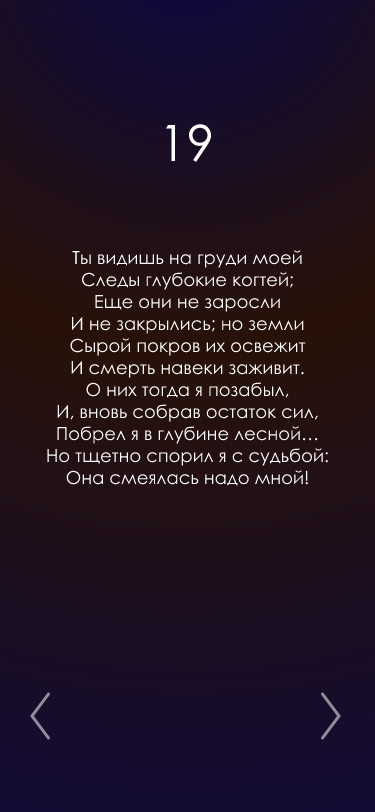 19
Ты видишь на груди моей
Следы глубокие когтей;
Еще они не заросли
И не закрылись; но земли
Сырой покров их освежит
И смерть навеки заживит.
О них тогда я позабыл,
И, вновь собрав остаток сил,
Побрел я в глубине лесной...
Но тщетно спорил я с судьбой:
Она смеялась надо мной!